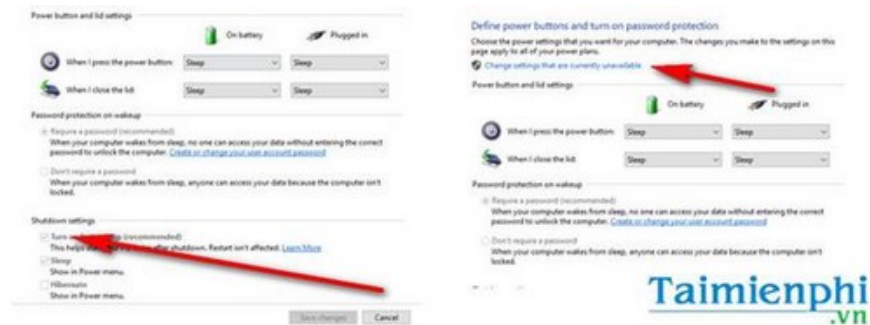 Power button and lid settings
On battery
Plugged in
When I press the power button:
Sleep
Sleep
When I close the lid:
Sleep
Sleep
Password protection on wakeup
Require a password (recommended)
When your computer wakes from sleep, no one can access your data without entering the correct
password to unlock the computer. Create or change your user account password
Don't require a password
When your computer wakes from sleep, anyone can access your data because the computer isn't
locked.
Shutdown settings
Turn (recommended)
This helps after shutdown. Restart isn't affected. Learn More
Sleep
Show in Power menu.
Hibernate
Show in Power menu.
Save changes
Cancel
Define power buttons and turn on password protection
Choose the power settings that you want for your computer. The changes you make to the settings on this
page apply to all of your power plans.
Change settings that are currently unavailable
Power button and lid settings
On battery
Plugged in
When I press the power button:
Sleep
Sleep
When I close the lid:
Sleep
Sleep
Password protection on wakeup
Require a password (recommended)
When your computer wakes from sleep, no one can access your data without entering the correct
password to unlock the computer. Create or change your user account password
Don't require a password
When your computer wakes from sleep, anyone can access your data because the computer isn't
locked.
Taimienphi
.vn